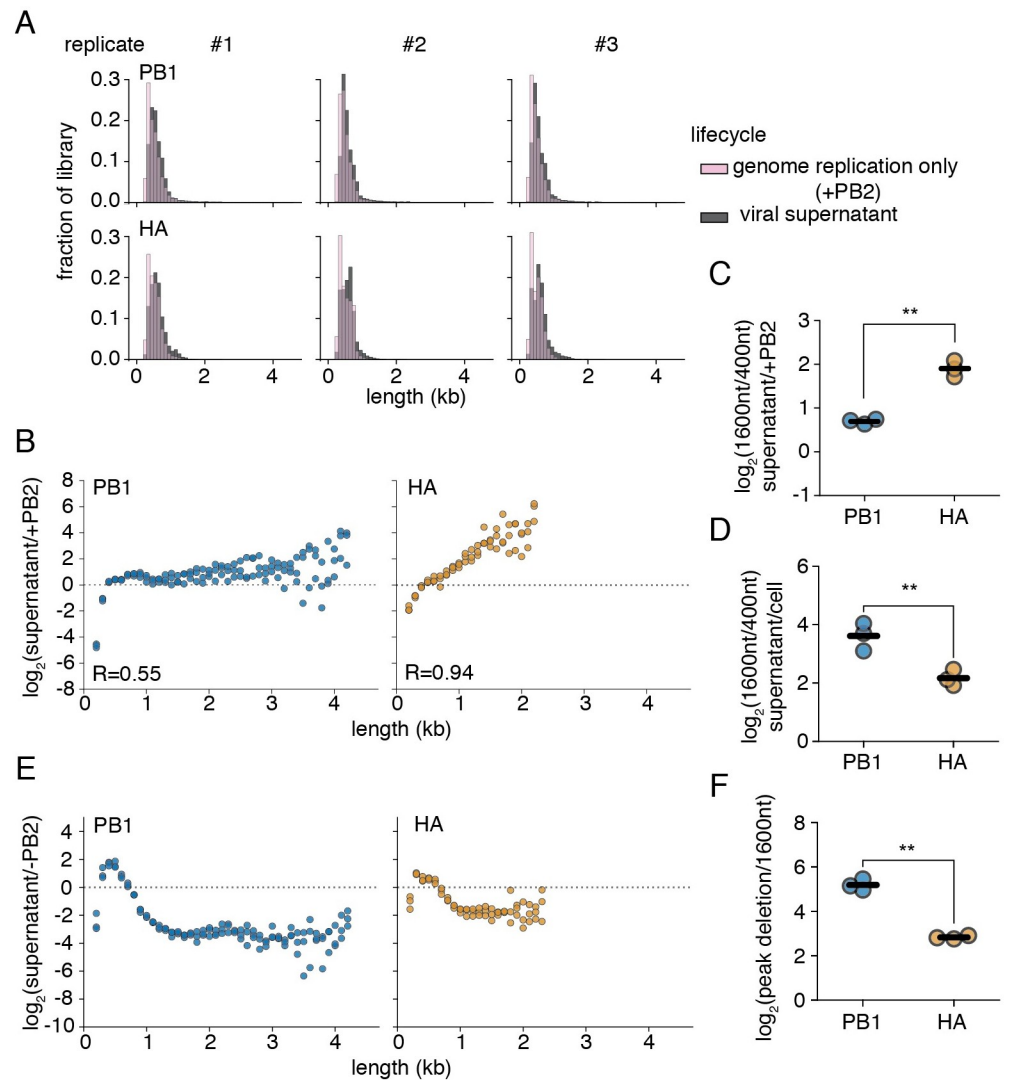 A
replicate #1 #2 #3
PB1
0.3
0.2
0.1
0.0
HA
0.3
0.2
0.1
0.0
fraction of library
0 2 4 0 2 4 0 2 4
length (kb)
lifecycle
genome replication only
(+PB2)
viral supernatant
B
PB1 HA
8
6
4
2
0
-2
-4
-6
-8
log2(supernatant/+PB2)
R=0.55 R=0.94
0 1 2 3 4 0 1 2 3 4
length (kb) length (kb)
C
log2(1600nt/400nt)
supernatant/+PB2
**
3
2
1
0
-1
PB1 HA
D
log2(1600nt/400nt)
supernatant/cell
**
6
4
2
0
PB1 HA
E
PB1 HA
4
2
0
-2
-4
-6
-8
-10
log2(supernatant/-PB2)
0 1 2 3 4 0 1 2 3 4
length (kb) length (kb)
F
log2(peak deletion/1600nt)
**
8
6
4
2
0
PB1 HA